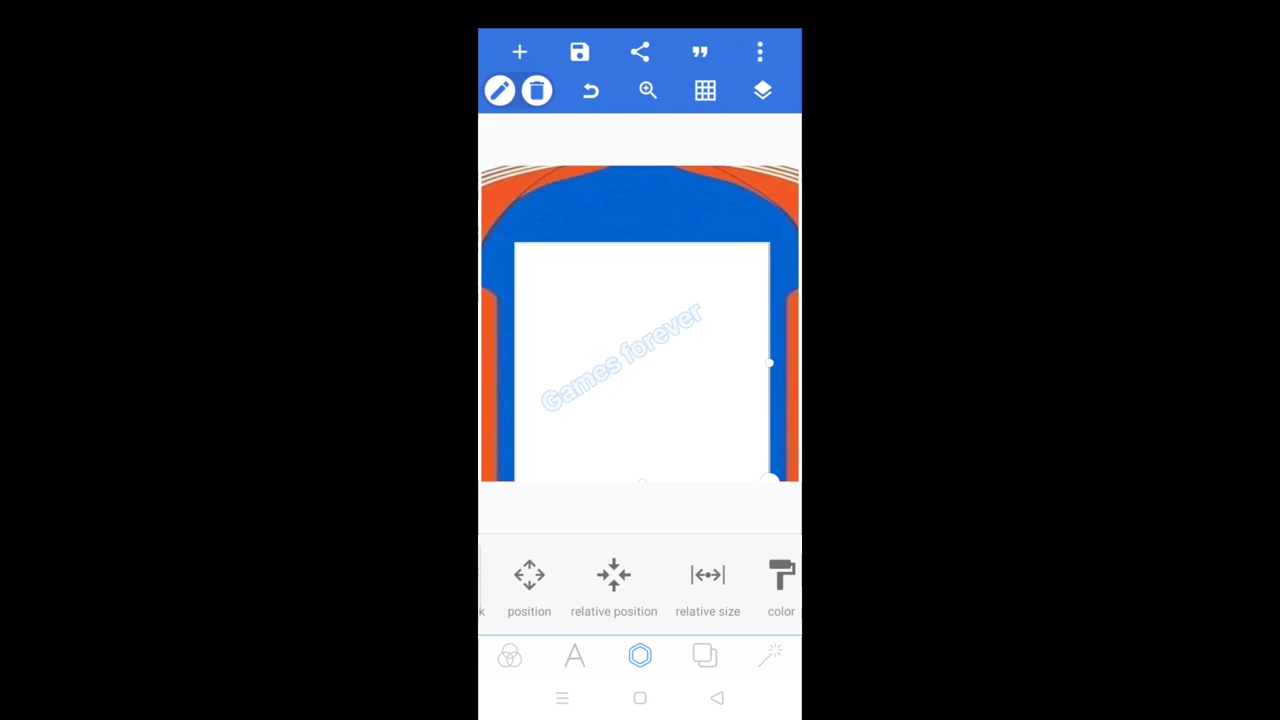 Games forever
k
position
relative position
relative size
color